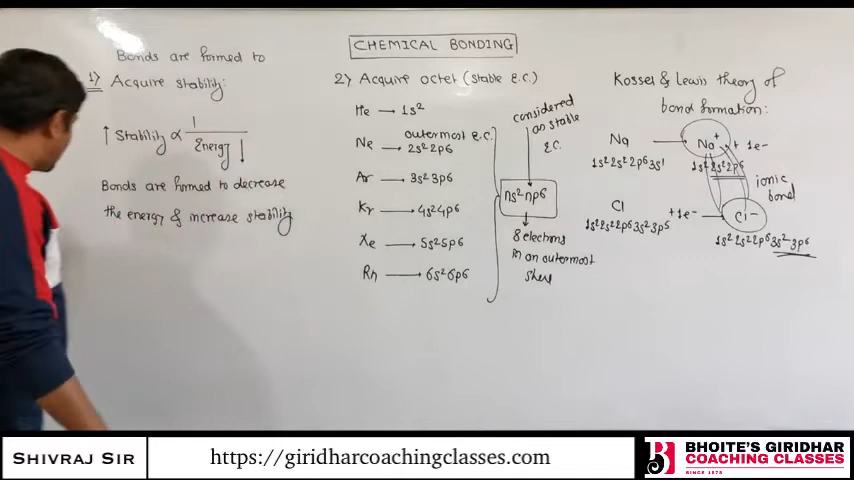 CHEMICAL BONDING
Bonds are formed to
1) Acquire stability:
↑ Stability ∝ 1/Energy ↓
Bonds are formed to decrease
the energy & increase stability
2) Acquire octet (stable E.C.)
He → 1s²
outermost E.C.
Ne → 2s²2p6
Ar → 3s²3p6
Kr → 4s²4p6
Xe → 5s²5p6
Rn → 6s²6p6
considered
as stable
E.C.
ns²np6
8 electrons
in an outermost
shell
Kossel & Lewis theory of
bond formation:
Na → Na+ + 1e-
1s²2s²2p63s¹ 1s²2s²2p6
ionic
bond
Cl +1e- → Cl-
1s²2s²2p63s²3p5
1s²2s²2p63s²3p6
SHIVRAJ SIR
https://giridharcoachingclasses.com
BHOITE'S GIRIDHAR
COACHING CLASSES
SINCE 1975